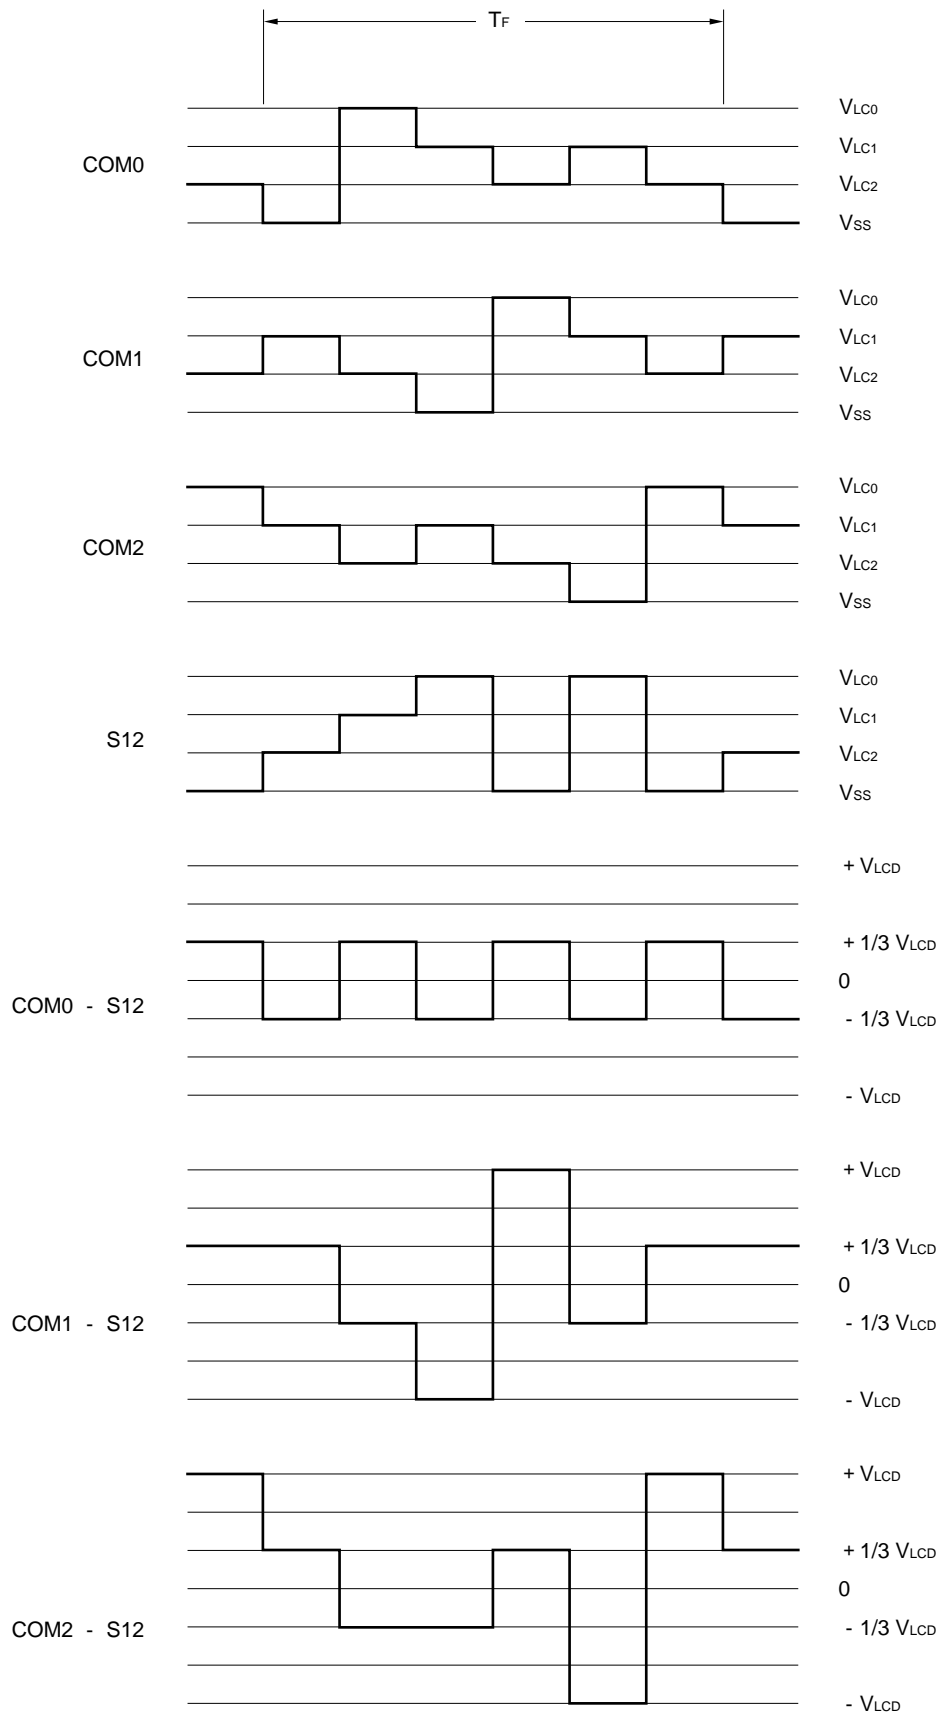 TF
VLC0
VLC1
COM0
VLC2
VSS
VLC0
VLC1
COM1
VLC2
VSS
VLC0
VLC1
COM2
VLC2
VSS
VLC0
VLC1
S12
VLC2
VSS
+ VLCD
+ 1/3 VLCD
0
COM0 - S12
- 1/3 VLCD
- VLCD
+ VLCD
+ 1/3 VLCD
0
COM1 - S12
- 1/3 VLCD
- VLCD
+ VLCD
+ 1/3 VLCD
0
COM2 - S12
- 1/3 VLCD
- VLCD